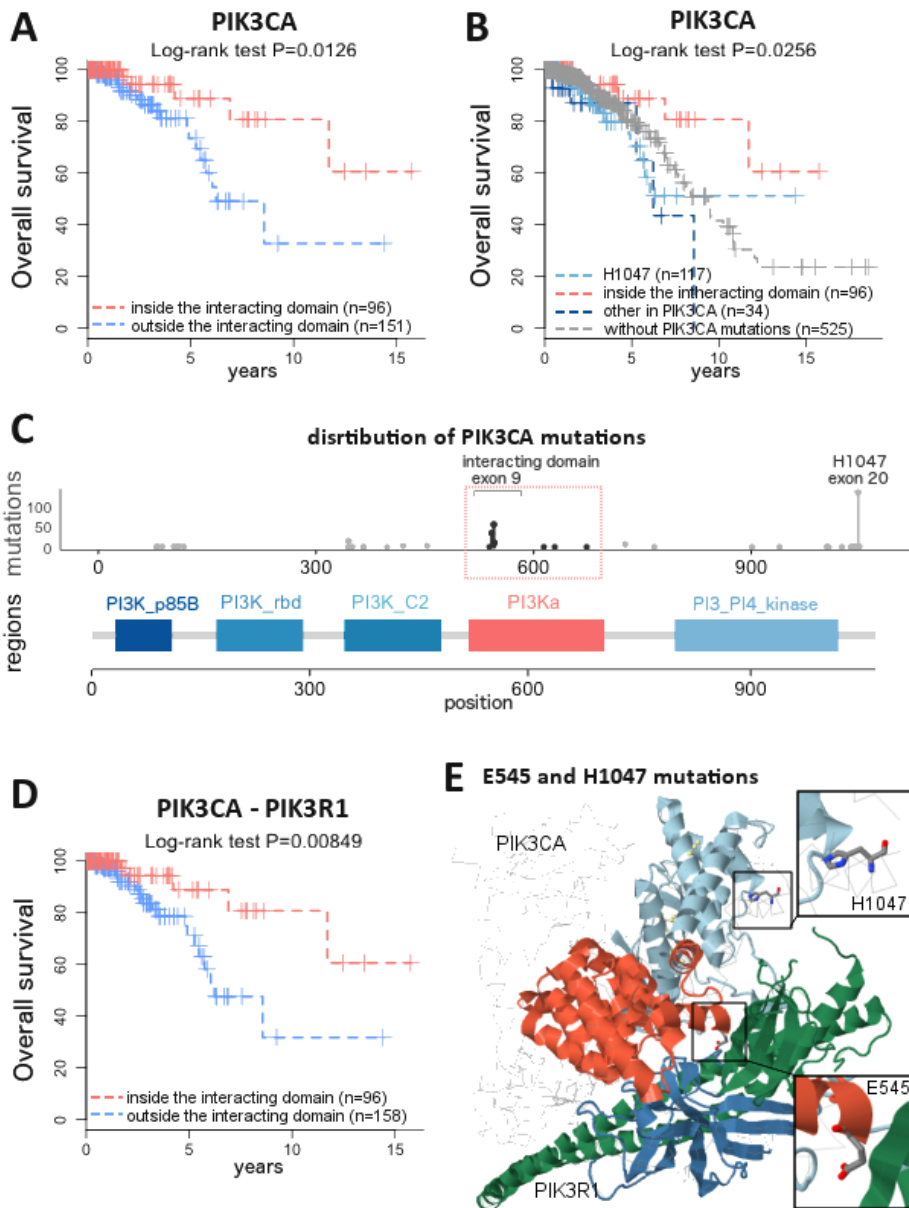 A
PIK3CA
Log-rank test P=0.0126
Overall survival
100
80
60
40
20
0
inside the interacting domain (n=96)
outside the interacting domain (n=151)
0 5 10 15
years
B
PIK3CA
Log-rank test P=0.0256
Overall survival
100
80
60
40
20
0
H1047 (n=117)
inside the intheracting domain (n=96)
other in PIK3CA (n=34)
without PIK3CA mutations (n=525)
0 5 10 15
years
C
disrtibution of PIK3CA mutations
interacting domain
exon 9
H1047
exon 20
mutations
100
50
0
0 300 600 900
regions
PI3K_p85B PI3K_rbd PI3K_C2 PI3Ka PI3_PI4_kinase
0 300 600 900
position
D
PIK3CA - PIK3R1
Log-rank test P=0.00849
Overall survival
100
80
60
40
20
0
inside the interacting domain (n=96)
outside the interacting domain (n=158)
0 5 10 15
years
E
E545 and H1047 mutations
PIK3CA
H1047
E545
PIK3R1